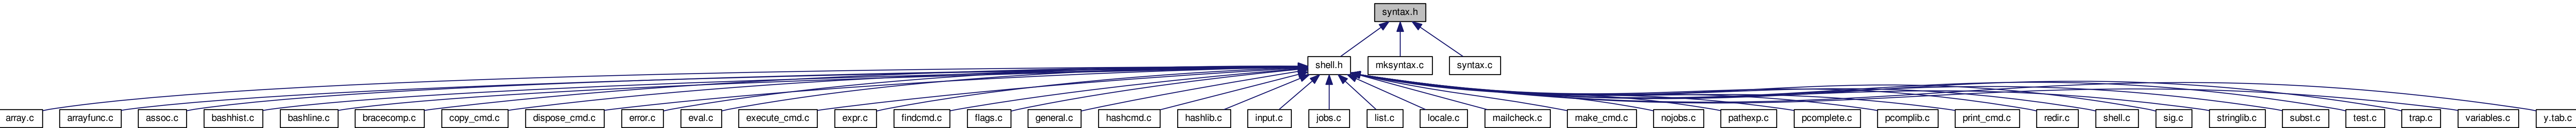 syntax.h
shell.h mksyntax.c syntax.c
array.c arrayfunc.c assoc.c bashhist.c bashline.c bracecomp.c copy_cmd.c dispose_cmd.c error.c eval.c execute_cmd.c expr.c findcmd.c flags.c general.c hashcmd.c hashlib.c input.c jobs.c list.c locale.c mailcheck.c make_cmd.c nojobs.c pathexp.c pcomplete.c pcomplib.c print_cmd.c redir.c shell.c sig.c stringlib.c subst.c test.c trap.c variables.c y.tab.c